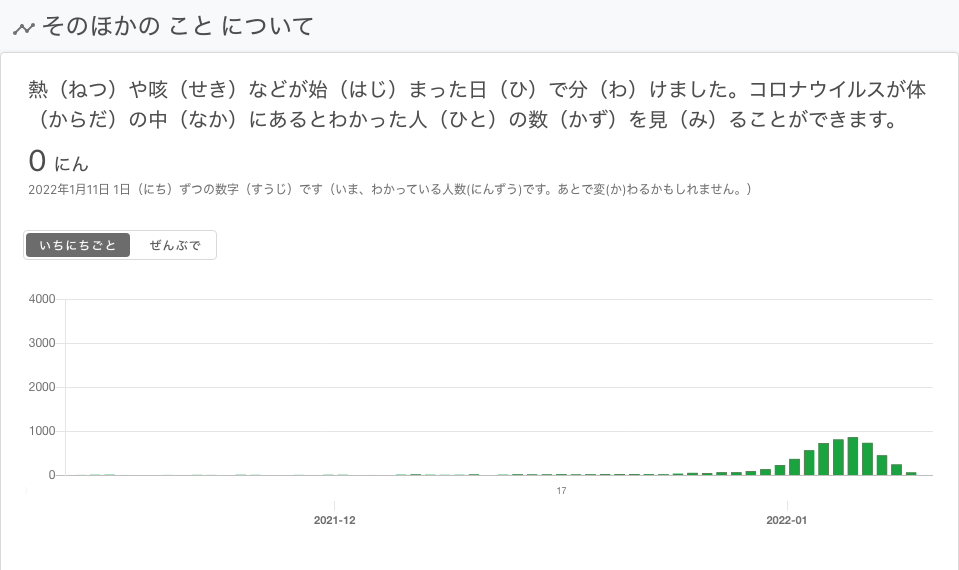 そのほかの こと について
熱（ねつ）や咳（せき）などが始（はじ）まった日（ひ）で分（わ）けました。コロナウイルスが体
（からだ）の中（なか）にあるとわかった人（ひと）の数（かず）を見（み）ることができます。
0 にん
2022年1月11日 1日（にち）ずつの数字（すうじ）です（いま、わかっている人数(にんずう)です。あとで変(か)わるかもしれません。）
いちにちごと ぜんぶで
4000
3000
2000
1000
0
17
2021-12 2022-01